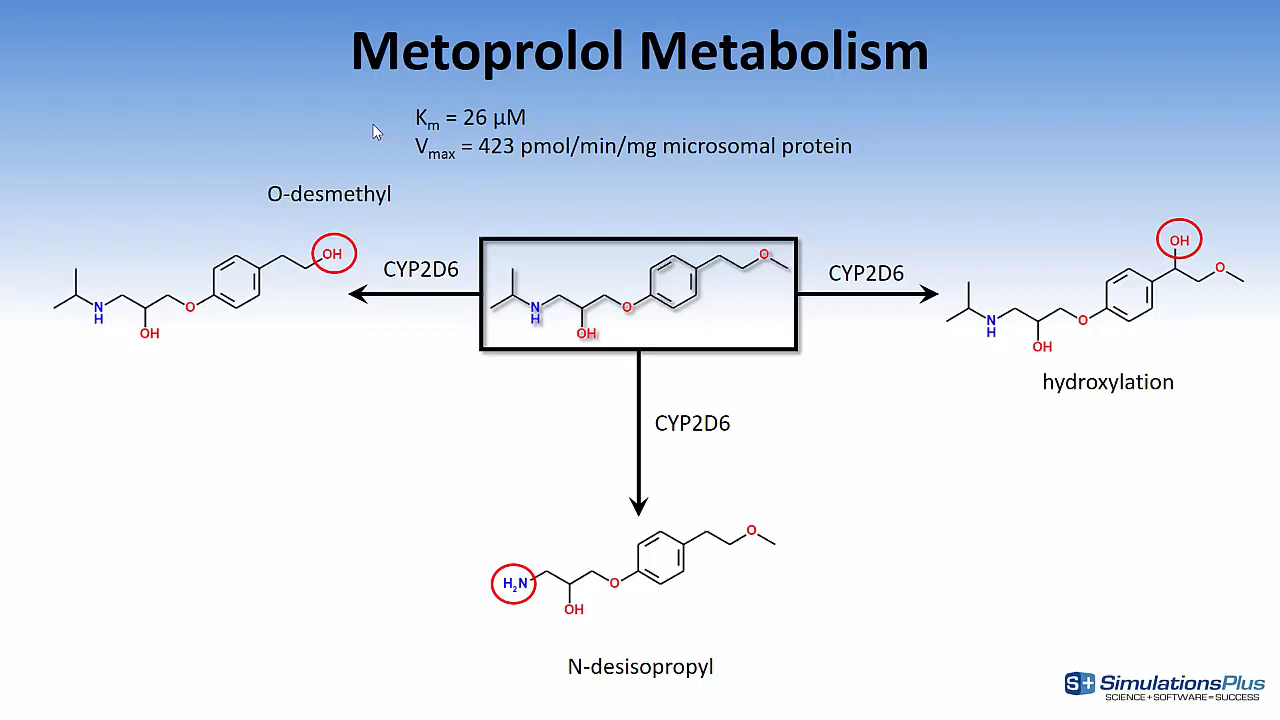 Metoprolol Metabolism
Km = 26 µM
Vmax = 423 pmol/min/mg microsomal protein
O-desmethyl
CYP2D6
CYP2D6
OH
O
N
H
OH
O
O
N
H
OH
OH
O
O
N
H
OH
hydroxylation
CYP2D6
O
H2N
O
OH
N-desisopropyl
S+ SimulationsPlus
SCIENCE + SOFTWARE = SUCCESS